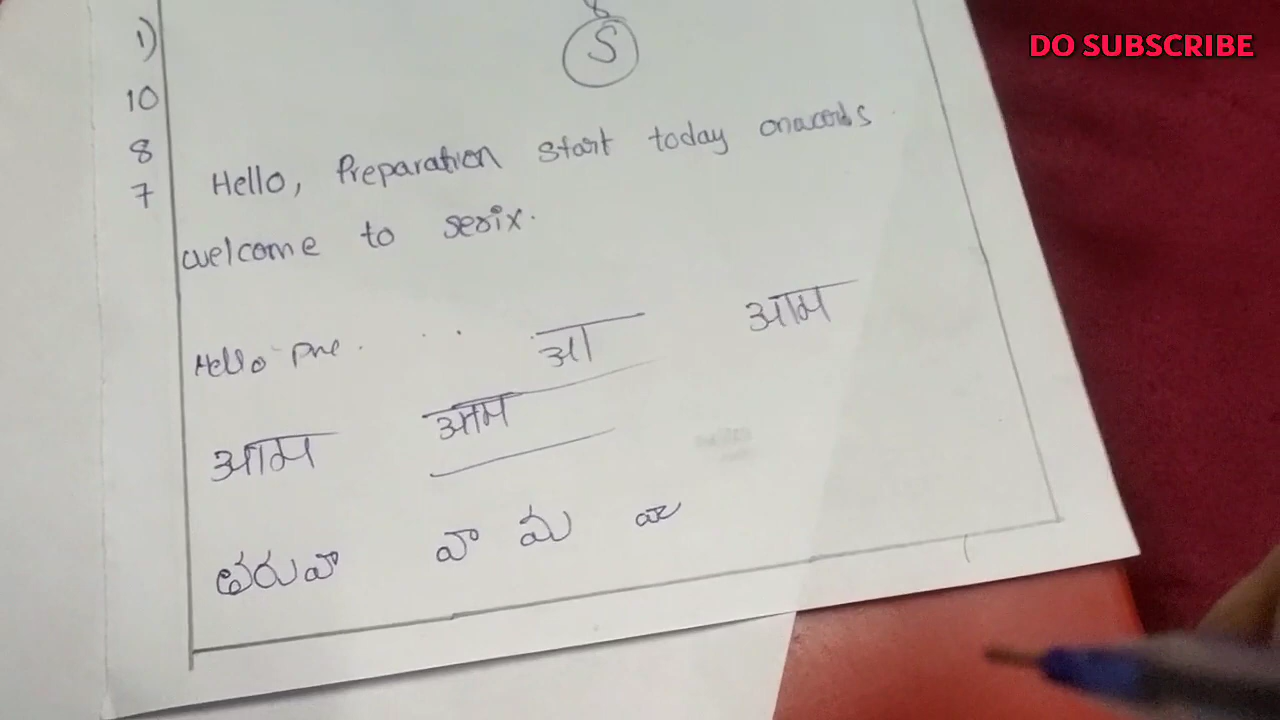 DO SUBSCRIBE
1)
S
10
8
7
Hello, Preparation start today onwards
welcome to serix.
Hello pre.
आ आम
आम आम
తరువా వా మ